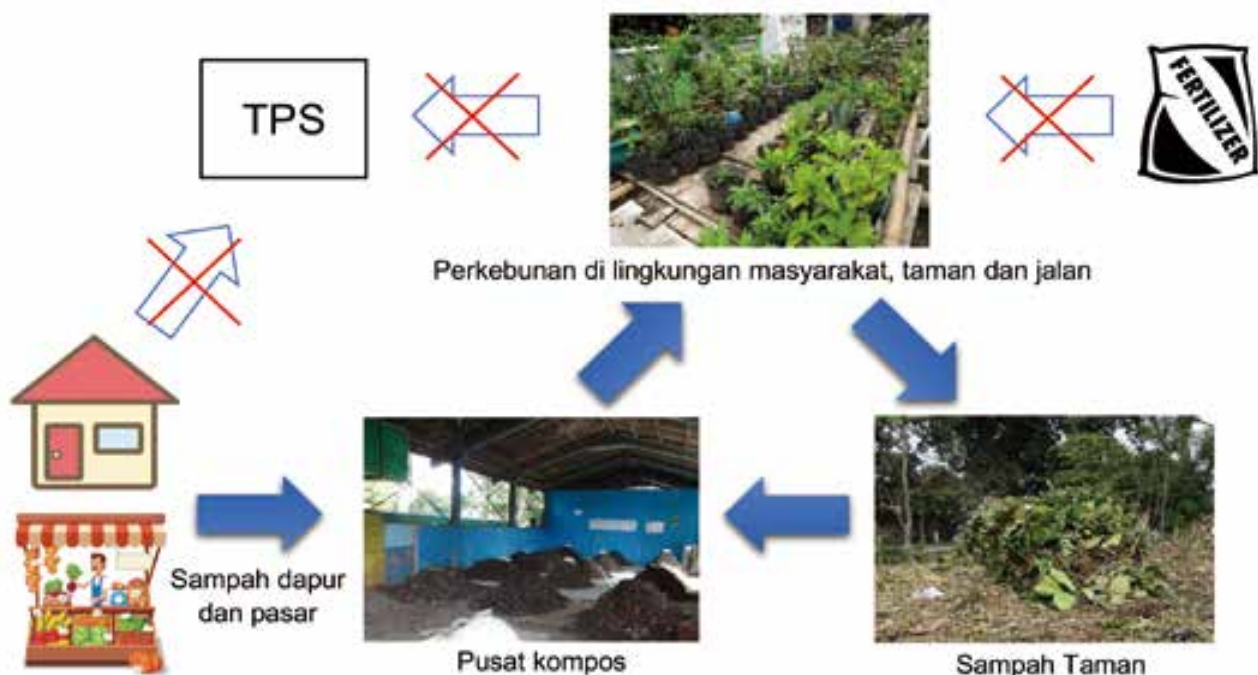 TPS
FERTILIZER
Perkebunan di lingkungan masyarakat, taman dan jalan
Sampah dapur
dan pasar
Pusat kompos
Sampah Taman